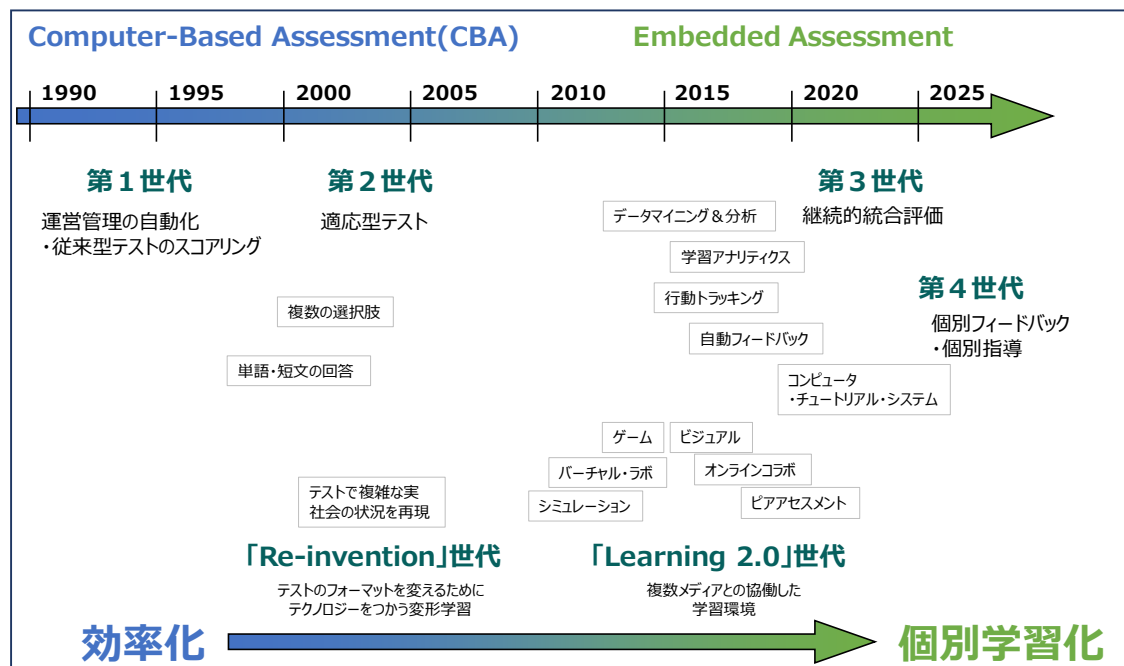 Computer-Based Assessment(CBA)
Embedded Assessment
1990
1995
2000
2005
2010
2015
2020
2025
第１世代
運営管理の自動化
・従来型テストのスコアリング
第２世代
適応型テスト
第３世代
継続的統合評価
データマイニング＆分析
学習アナリティクス
行動トラッキング
自動フィードバック
第４世代
個別フィードバック
・個別指導
複数の選択肢
単語・短文の回答
コンピュータ
・チュートリアル・システム
ゲーム
ビジュアル
バーチャル・ラボ
オンラインコラボ
シミュレーション
ピアアセスメント
テストで複雑な実
社会の状況を再現
「Re-invention」世代
テストのフォーマットを変えるために
テクノロジーをつかう変形学習
「Learning 2.0」世代
複数メディアとの協働した
学習環境
効率化
個別学習化